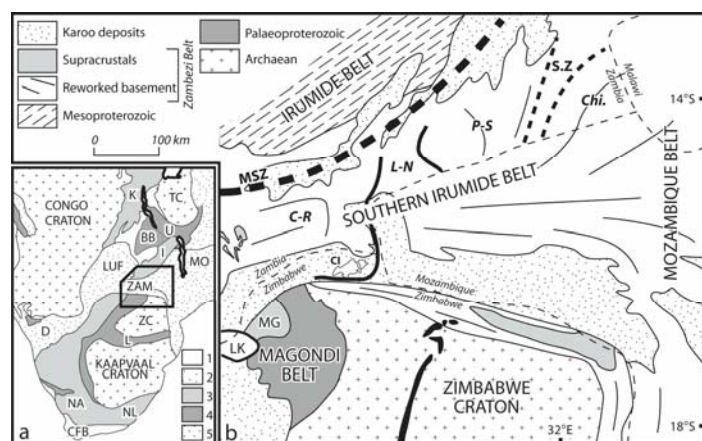 Karoo deposits
Supracrustals
Reworked basement
Zambezi Belt
Mesoproterozoic
Palaeoproterozoic
Archaean
0 100 km
IRUMIDE-BELT
MSZ
S.Z
Malawi
Zambia
Chi.
14°S
P-S
L-N
C-R
SOUTHERN IRUMIDE BELT
MOZAMBIQUE BELT
Zambia
Zimbabwe
CI
Mozambique
Zimbabwe
MG
LK
MAGONDI
BELT
ZIMBABWE
CRATON
32°E
18°S
b
CONGO
CRATON
K
TC
U
BB
I
MO
LUF
ZAM
ZC
D
L
KAAPVAAL
CRATON
NA
NL
CFB
1
2
3
4
5
a